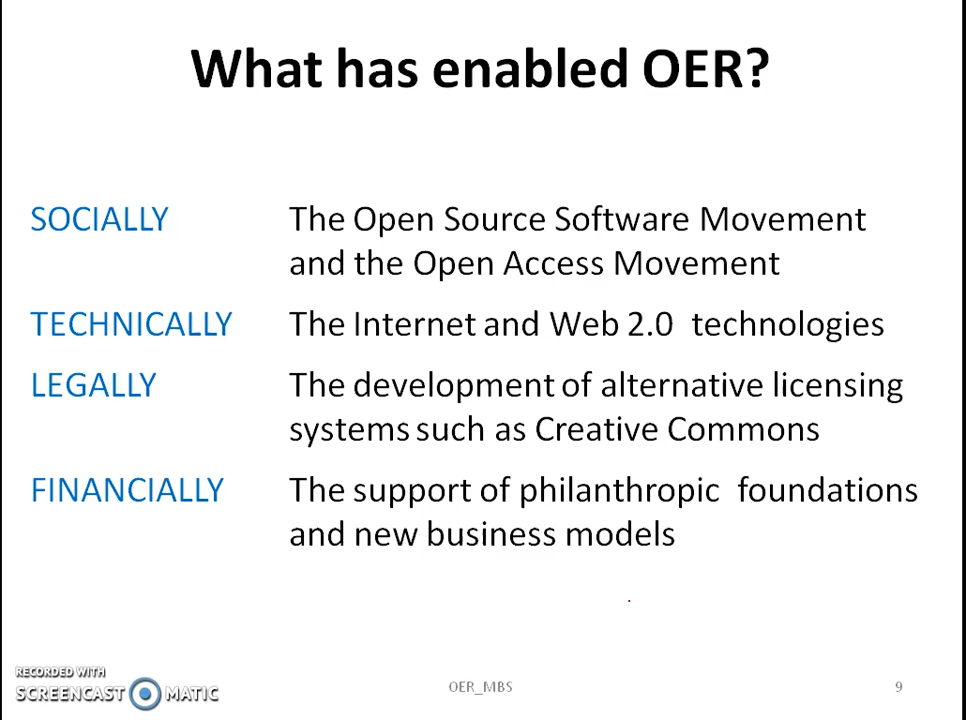 What has enabled OER?
SOCIALLY The Open Source Software Movement
and the Open Access Movement
TECHNICALLY The Internet and Web 2.0 technologies
LEGALLY The development of alternative licensing
systems such as Creative Commons
FINANCIALLY The support of philanthropic foundations
and new business models
RECORDED WITH
SCREENCAST MATIC
OER_MBS
9